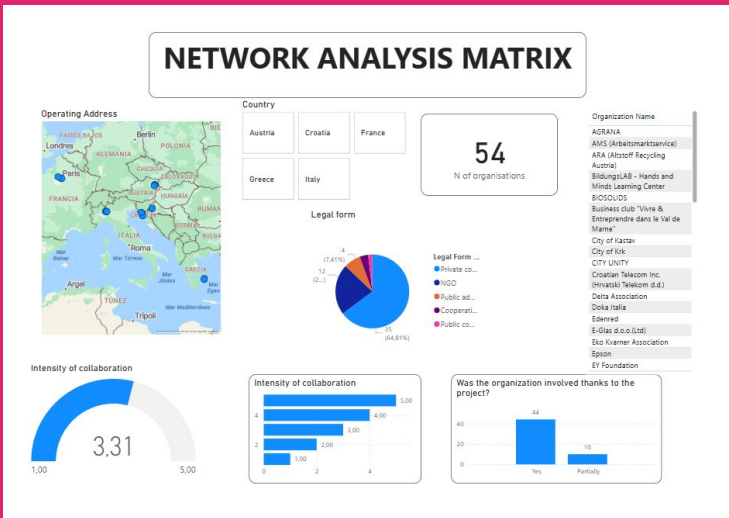 NETWORK ANALYSIS MATRIX
Operating Address
PAISES BAJOS
Berlín
Londres
POLONIA
ALEMANIA
París
CHEQUIA
ESLOVAQUIA
AUSTRIA
HUNGRÍA
FRANCIA
ITALIA
Roma
Mar Tirreno
Argel
TÚNEZ
Trípoli
GRECIA
Mar Mediterráneo
Country
Austria
Croatia
France
Greece
Italy
54
N of organisations
Legal form
4
(7,41%)
12
(2...)
35
(64,81%)
Legal Form ...
Private co...
NGO
Public ad...
Cooperati...
Public co...
Organization Name
AGRANA
AMS (Arbeitsmarktservice)
ARA (Altstoff Recycling
Austria)
BildungsLAB - Hands and
Minds Learning Center
BIOSOLIDS
Business club "Vivre &
Entreprendre dans le Val de
Marne"
City of Kastav
City of Krk
CITY UNITY
Croatian Telecom Inc.
(Hrvatski Telekom d.d.)
Delta Association
Doka Italia
Edenred
E-Glas d.o.o.(Ltd)
Eko Kvarner Association
Epson
EY Foundation
Intensity of collaboration
3,31
1,00
5,00
Intensity of collaboration
5,00
4
4,00
3,00
2
2,00
1,00
0
2
4
Was the organization involved thanks to the
project?
44
40
20
10
0
Yes
Partially